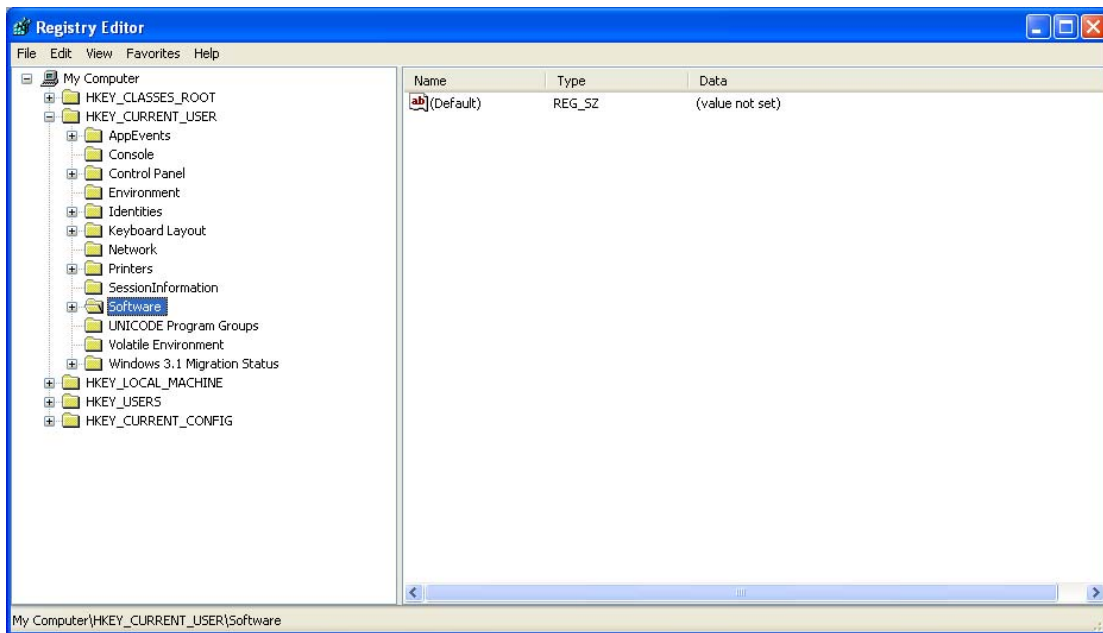 Registry Editor
File Edit View Favorites Help
My Computer
HKEY_CLASSES_ROOT
HKEY_CURRENT_USER
AppEvents
Console
Control Panel
Environment
Identities
Keyboard Layout
Network
Printers
SessionInformation
Software
UNICODE Program Groups
Volatile Environment
Windows 3.1 Migration Status
HKEY_LOCAL_MACHINE
HKEY_USERS
HKEY_CURRENT_CONFIG
Name Type Data
ab (Default) REG_SZ (value not set)
My Computer\HKEY_CURRENT_USER\Software